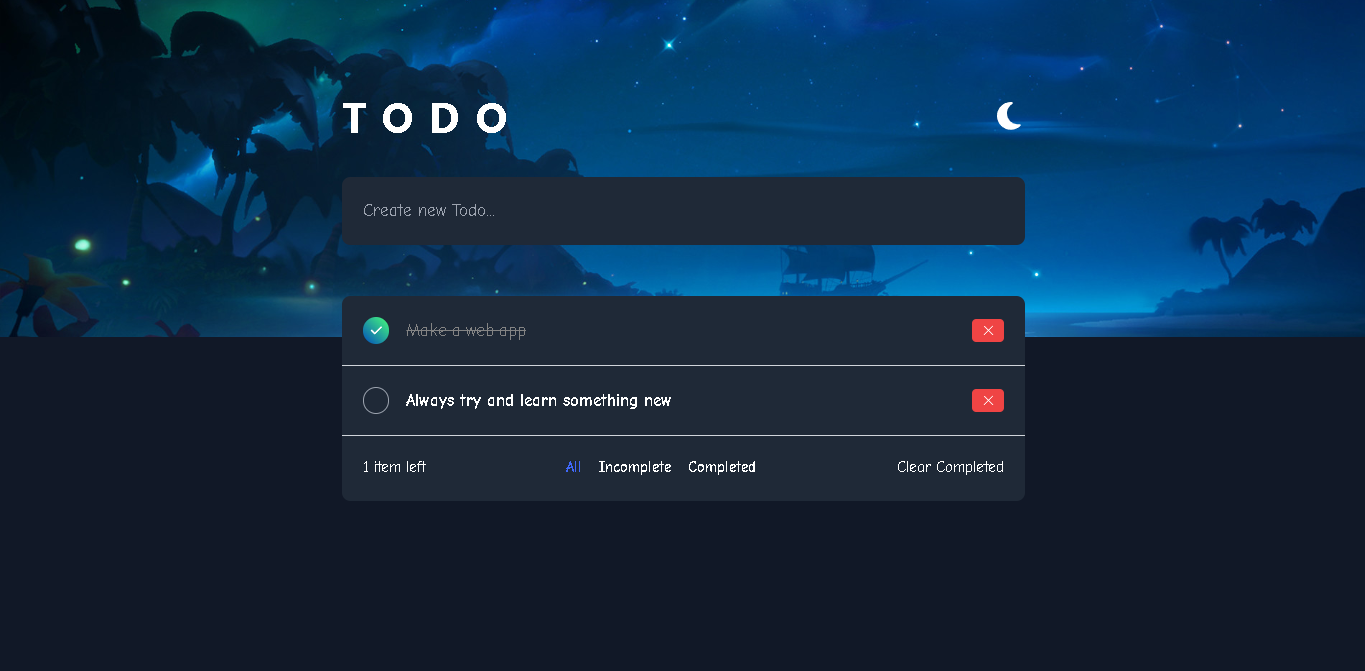 TODO
Create new Todo...
Make a web app
Always try and learn something new
1 item left All Incomplete Completed Clear Completed